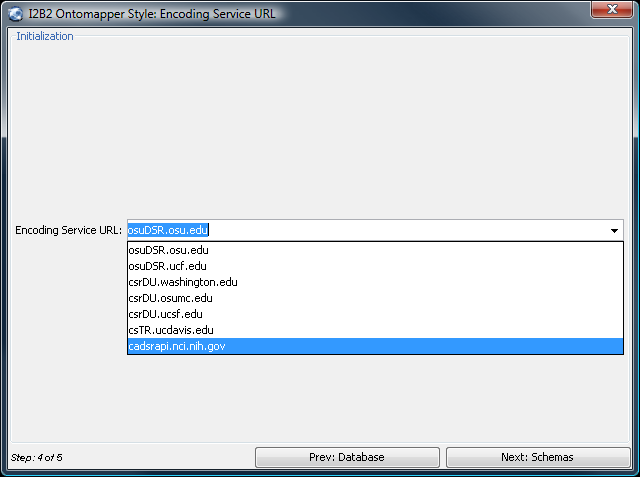 I2B2 Ontomapper Style: Encoding Service URL
Initialization
Encoding Service URL: osuDSR.osu.edu
osuDSR.osu.edu
osuDSR.ucf.edu
csrDU.washington.edu
csrDU.osumc.edu
csrDU.ucsf.edu
csTR.ucdavis.edu
cadsrapi.nci.nih.gov
Step: 4 of 5 Prev: Database Next: Schemas